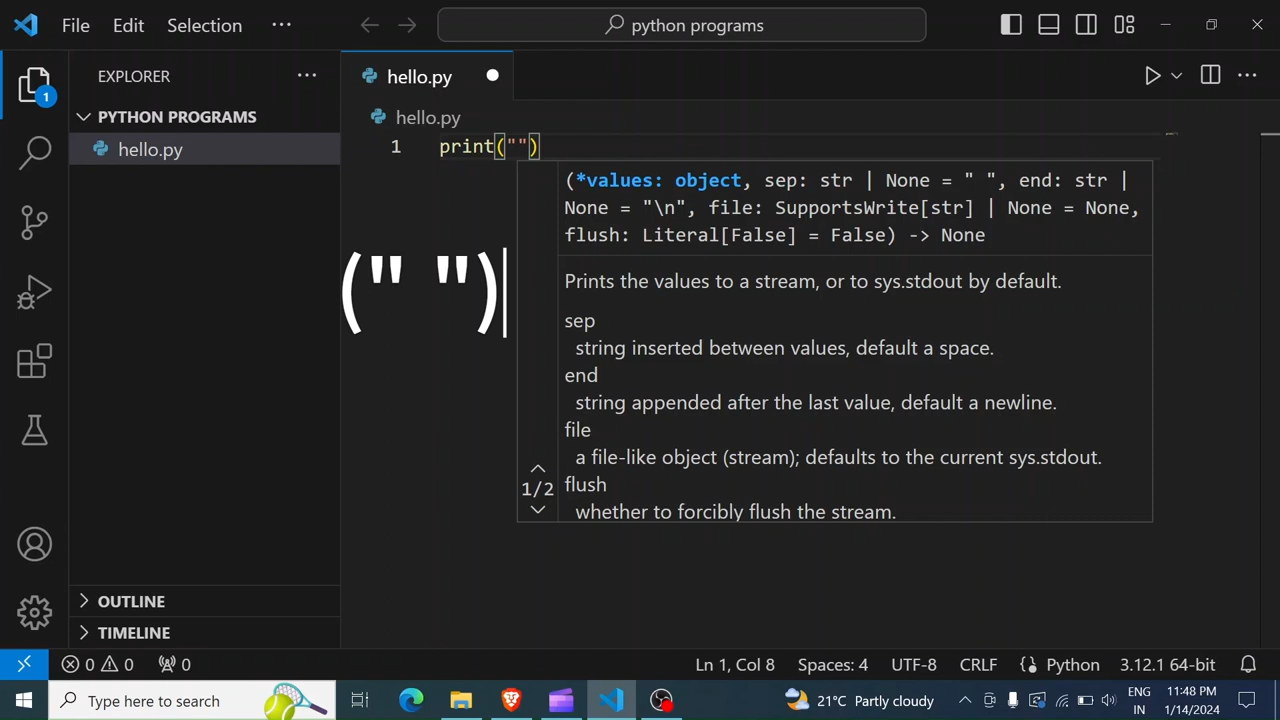 File Edit Selection ··· python programs
EXPLORER ···
hello.py
1
PYTHON PROGRAMS
hello.py
hello.py
1 print("")
(" ")
(*values: object, sep: str | None = " ", end: str |
None = "\n", file: SupportsWrite[str] | None = None,
flush: Literal[False] = False) -> None
Prints the values to a stream, or to sys.stdout by default.
sep
string inserted between values, default a space.
end
string appended after the last value, default a newline.
file
a file-like object (stream); defaults to the current sys.stdout.
flush
whether to forcibly flush the stream.
1/2
OUTLINE
TIMELINE
0 0 0 Ln 1, Col 8 Spaces: 4 UTF-8 CRLF Python 3.12.1 64-bit
Type here to search 21°C Partly cloudy
ENG
IN
11:48 PM
1/14/2024